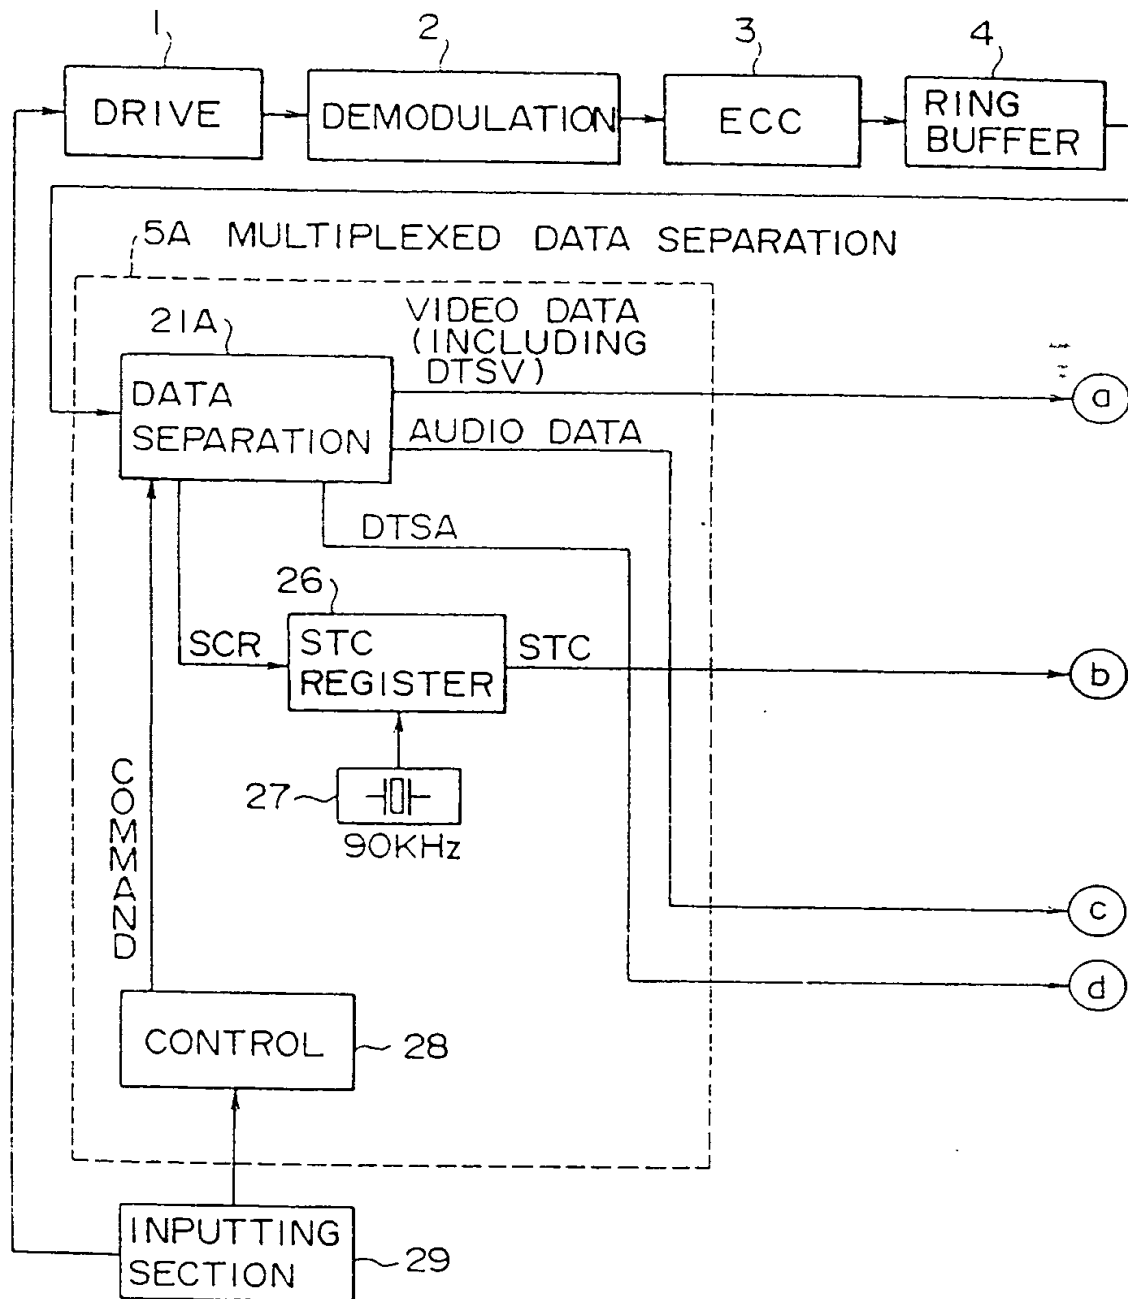 1
2
3
4
DRIVE
DEMODULATION
ECC
RING
BUFFER
5A MULTIPLEXED DATA SEPARATION
21A
VIDEO DATA
(INCLUDING
DTSV)
a
DATA
SEPARATION
AUDIO DATA
DTSA
26
SCR
STC
REGISTER
STC
b
27
90KHz
COMMAND
c
d
CONTROL
28
INPUTTING
SECTION
29